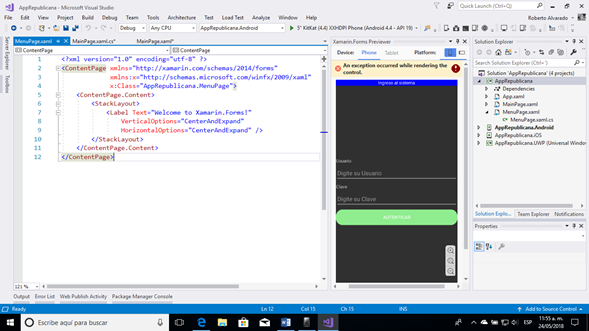 AppRepublicana - Microsoft Visual Studio
Quick Launch (Ctrl+Q)
File Edit View Project Build Debug Team Tools Architecture Test Load Test Analyze Window Help
Roberto Alvarado
Debug Any CPU AppRepublicana.Android 5" KitKat (4.4) XXHDPI Phone (Android 4.4 - API 19)
Server Explorer
Toolbox
MenuPage.xaml MainPage.xaml.cs* MainPage.xaml*
ContentPage ContentPage
1 <?xml version="1.0" encoding="utf-8" ?>
2 <ContentPage xmlns="http://xamarin.com/schemas/2014/forms"
3 xmlns:x="http://schemas.microsoft.com/winfx/2009/xaml"
4 x:Class="AppRepublicana.MenuPage">
5 <ContentPage.Content>
6 <StackLayout>
7 <Label Text="Welcome to Xamarin.Forms!"
8 VerticalOptions="CenterAndExpand"
9 HorizontalOptions="CenterAndExpand" />
10 </StackLayout>
11 </ContentPage.Content>
12 </ContentPage>
121 %
Xamarin.Forms Previewer
Device: Phone Tablet Platform:
An exception occurred while rendering the control.
Ingreso al sistema
Usuario
Digite su Usuario
Clave
Digite su Clave
AUTENTICAR
Solution Explorer
Search Solution Explorer (Ctrl+')
Solution 'AppRepublicana' (4 projects)
AppRepublicana
Dependencies
App.xaml
MainPage.xaml
MenuPage.xaml
MenuPage.xaml.cs
AppRepublicana.Android
AppRepublicana.iOS
AppRepublicana.UWP (Universal Window
Solution Explo... Team Explorer Notifications
Properties
Output Error List Web Publish Activity Package Manager Console
Ready Ln 12 Col 15 Ch 15 INS Add to Source Control
Escribe aquí para buscar
ESP
11:55 a. m.
24/05/2018